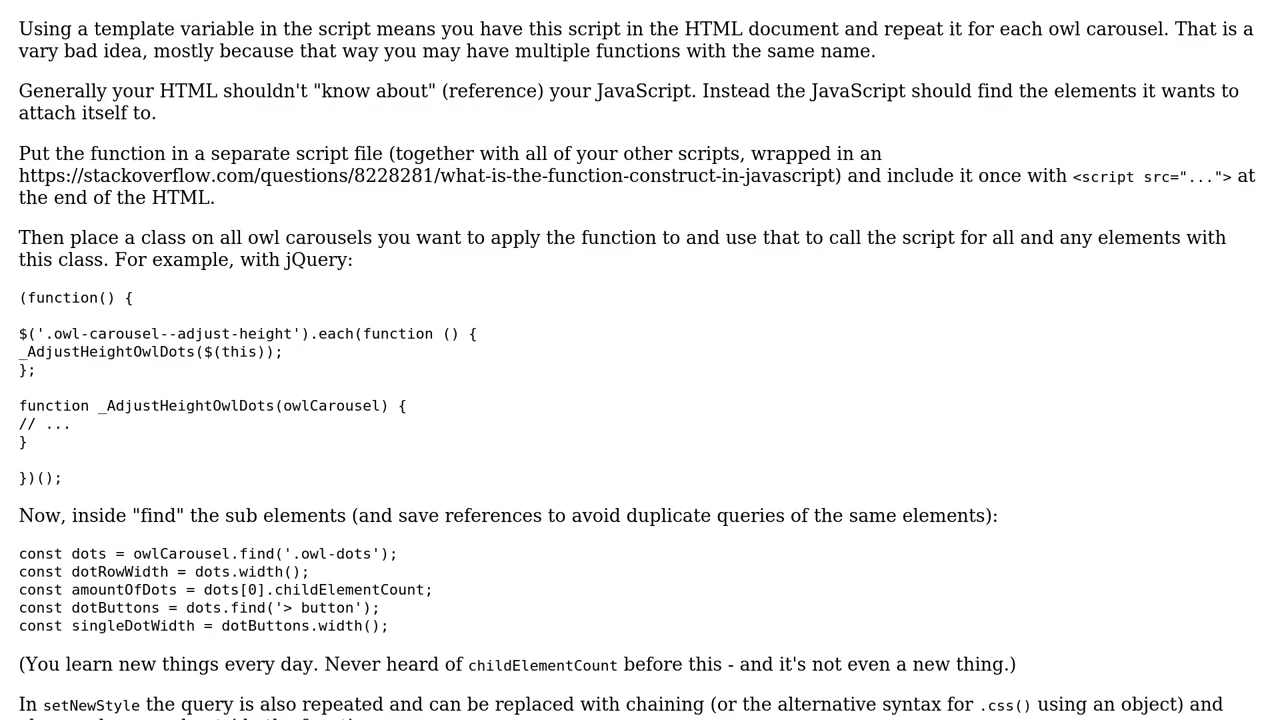 Using a template variable in the script means you have this script in the HTML document and repeat it for each owl carousel. That is a
vary bad idea, mostly because that way you may have multiple functions with the same name.
Generally your HTML shouldn't "know about" (reference) your JavaScript. Instead the JavaScript should find the elements it wants to
attach itself to.
Put the function in a separate script file (together with all of your other scripts, wrapped in an
https://stackoverflow.com/questions/8228281/what-is-the-function-construct-in-javascript) and include it once with <script src="..."> at
the end of the HTML.
Then place a class on all owl carousels you want to apply the function to and use that to call the script for all and any elements with
this class. For example, with jQuery:
(function() {
$('.owl-carousel--adjust-height').each(function () {
_AdjustHeightOwlDots($(this));
};
function _AdjustHeightOwlDots(owlCarousel) {
// ...
}
})();
Now, inside "find" the sub elements (and save references to avoid duplicate queries of the same elements):
const dots = owlCarousel.find('.owl-dots');
const dotRowWidth = dots.width();
const amountOfDots = dots[0].childElementCount;
const dotButtons = dots.find('> button');
const singleDotWidth = dotButtons.width();
(You learn new things every day. Never heard of childElementCount before this - and it's not even a new thing.)
In setNewStyle the query is also repeated and can be replaced with chaining (or the alternative syntax for .css() using an object) and